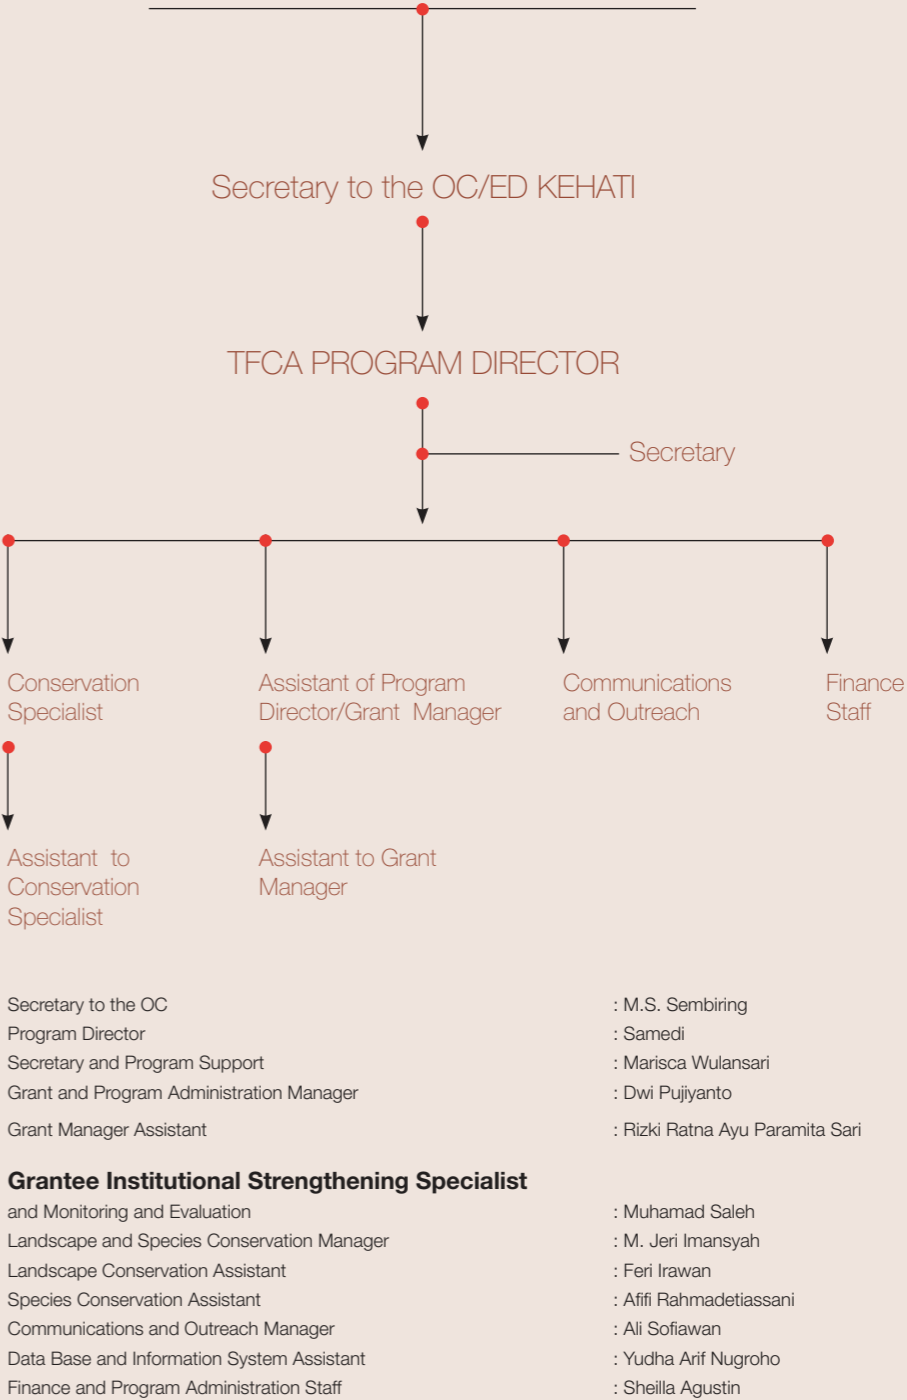 Secretary to the OC/ED KEHATI
TFCA PROGRAM DIRECTOR
Secretary
Conservation
Specialist
Assistant of Program
Director/Grant Manager
Communications
and Outreach
Finance
Staff
Assistant to
Conservation
Specialist
Assistant to Grant
Manager
Secretary to the OC : M.S. Sembiring
Program Director : Samedi
Secretary and Program Support : Marisca Wulansari
Grant and Program Administration Manager : Dwi Pujiyanto
Grant Manager Assistant : Rizki Ratna Ayu Paramita Sari
Grantee Institutional Strengthening Specialist
and Monitoring and Evaluation : Muhamad Saleh
Landscape and Species Conservation Manager : M. Jeri Imansyah
Landscape Conservation Assistant : Feri Irawan
Species Conservation Assistant : Afifi Rahmadetiassani
Communications and Outreach Manager : Ali Sofiawan
Data Base and Information System Assistant : Yudha Arif Nugroho
Finance and Program Administration Staff : Sheilla Agustin